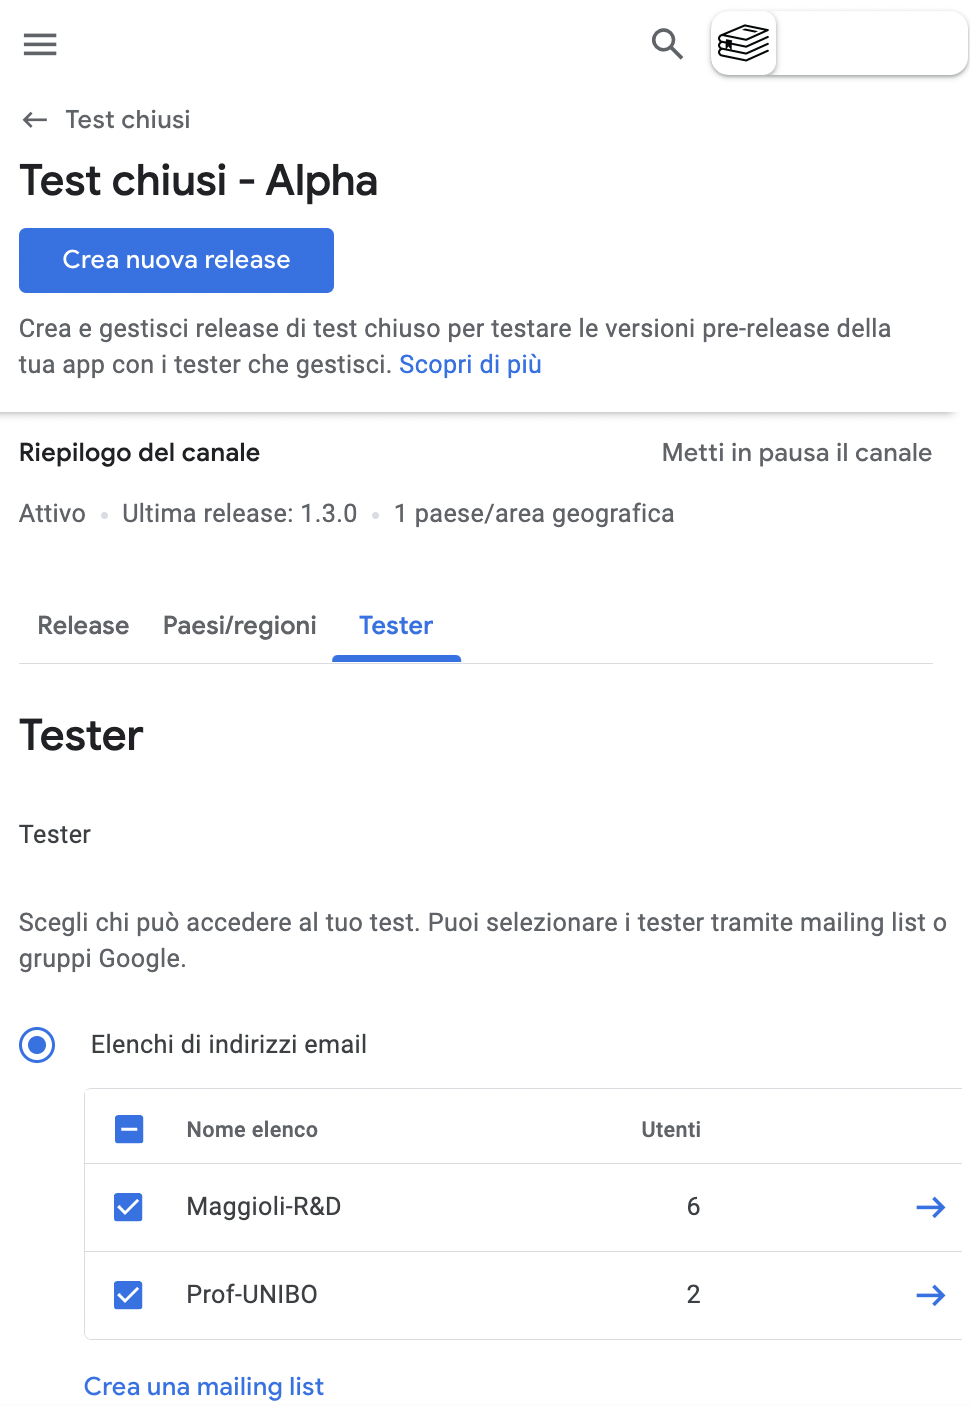 Test chiusi
Test chiusi - Alpha
Crea nuova release
Crea e gestisci release di test chiuso per testare le versioni pre-release della
tua app con i tester che gestisci. Scopri di più
Riepilogo del canale
Metti in pausa il canale
Attivo • Ultima release: 1.3.0 • 1 paese/area geografica
Release Paesi/regioni Tester
Tester
Tester
Scegli chi può accedere al tuo test. Puoi selezionare i tester tramite mailing list o
gruppi Google.
Elenchi di indirizzi email
Nome elenco Utenti
Maggioli-R&D 6
Prof-UNIBO 2
Crea una mailing list